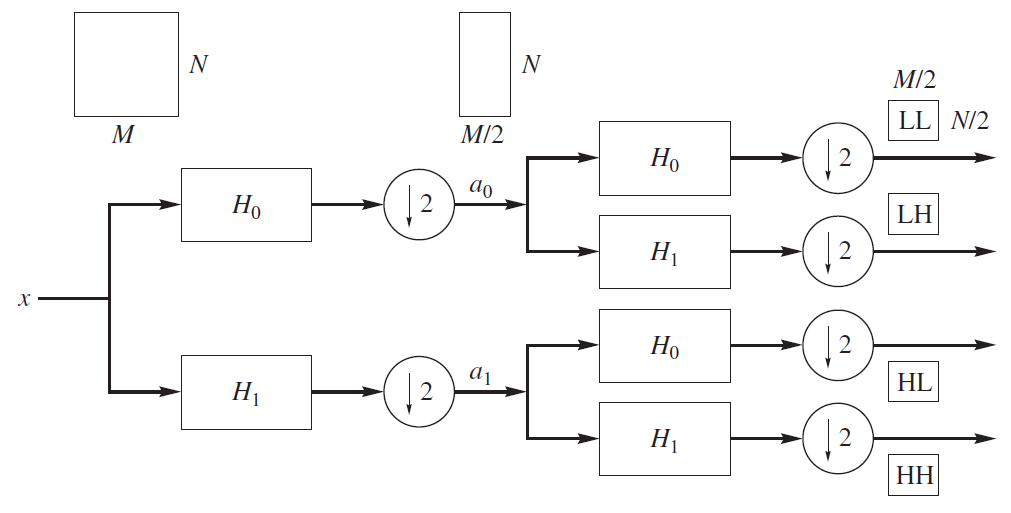 N
N
M
M/2
M/2
LL
N/2
H₀
↓ 2
a₀
H₀
↓ 2
LH
H₁
↓ 2
x
H₁
↓ 2
a₁
H₀
↓ 2
HL
H₁
↓ 2
HH